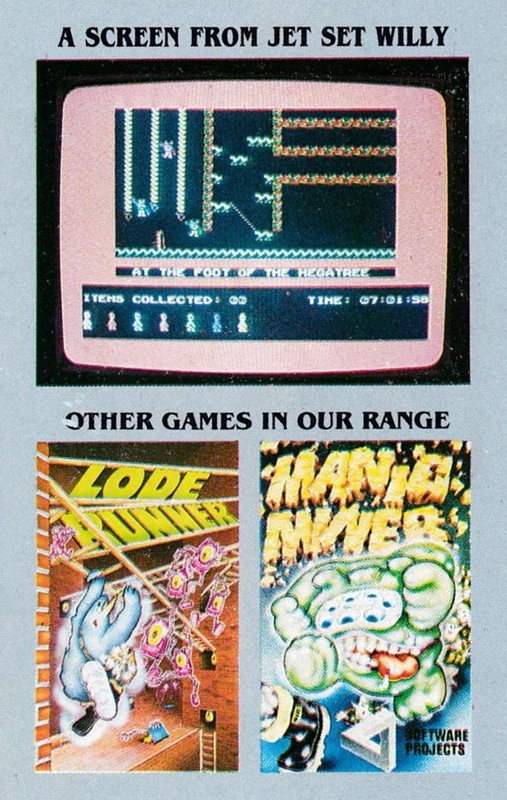 A SCREEN FROM JET SET WILLY
AT THE FOOT OF THE MEGATREE
ITEMS COLLECTED: 00 TIME: 07:01:58
OTHER GAMES IN OUR RANGE
LODE
RUNNER
MANIC
MINER
SOFTWARE
PROJECTS